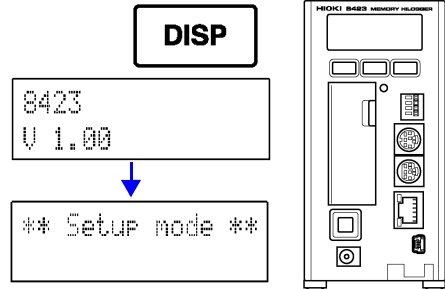 DISP
8423
V 1.00
** Setup mode **
HIOKI 8423 MEMORY HiLOGGER